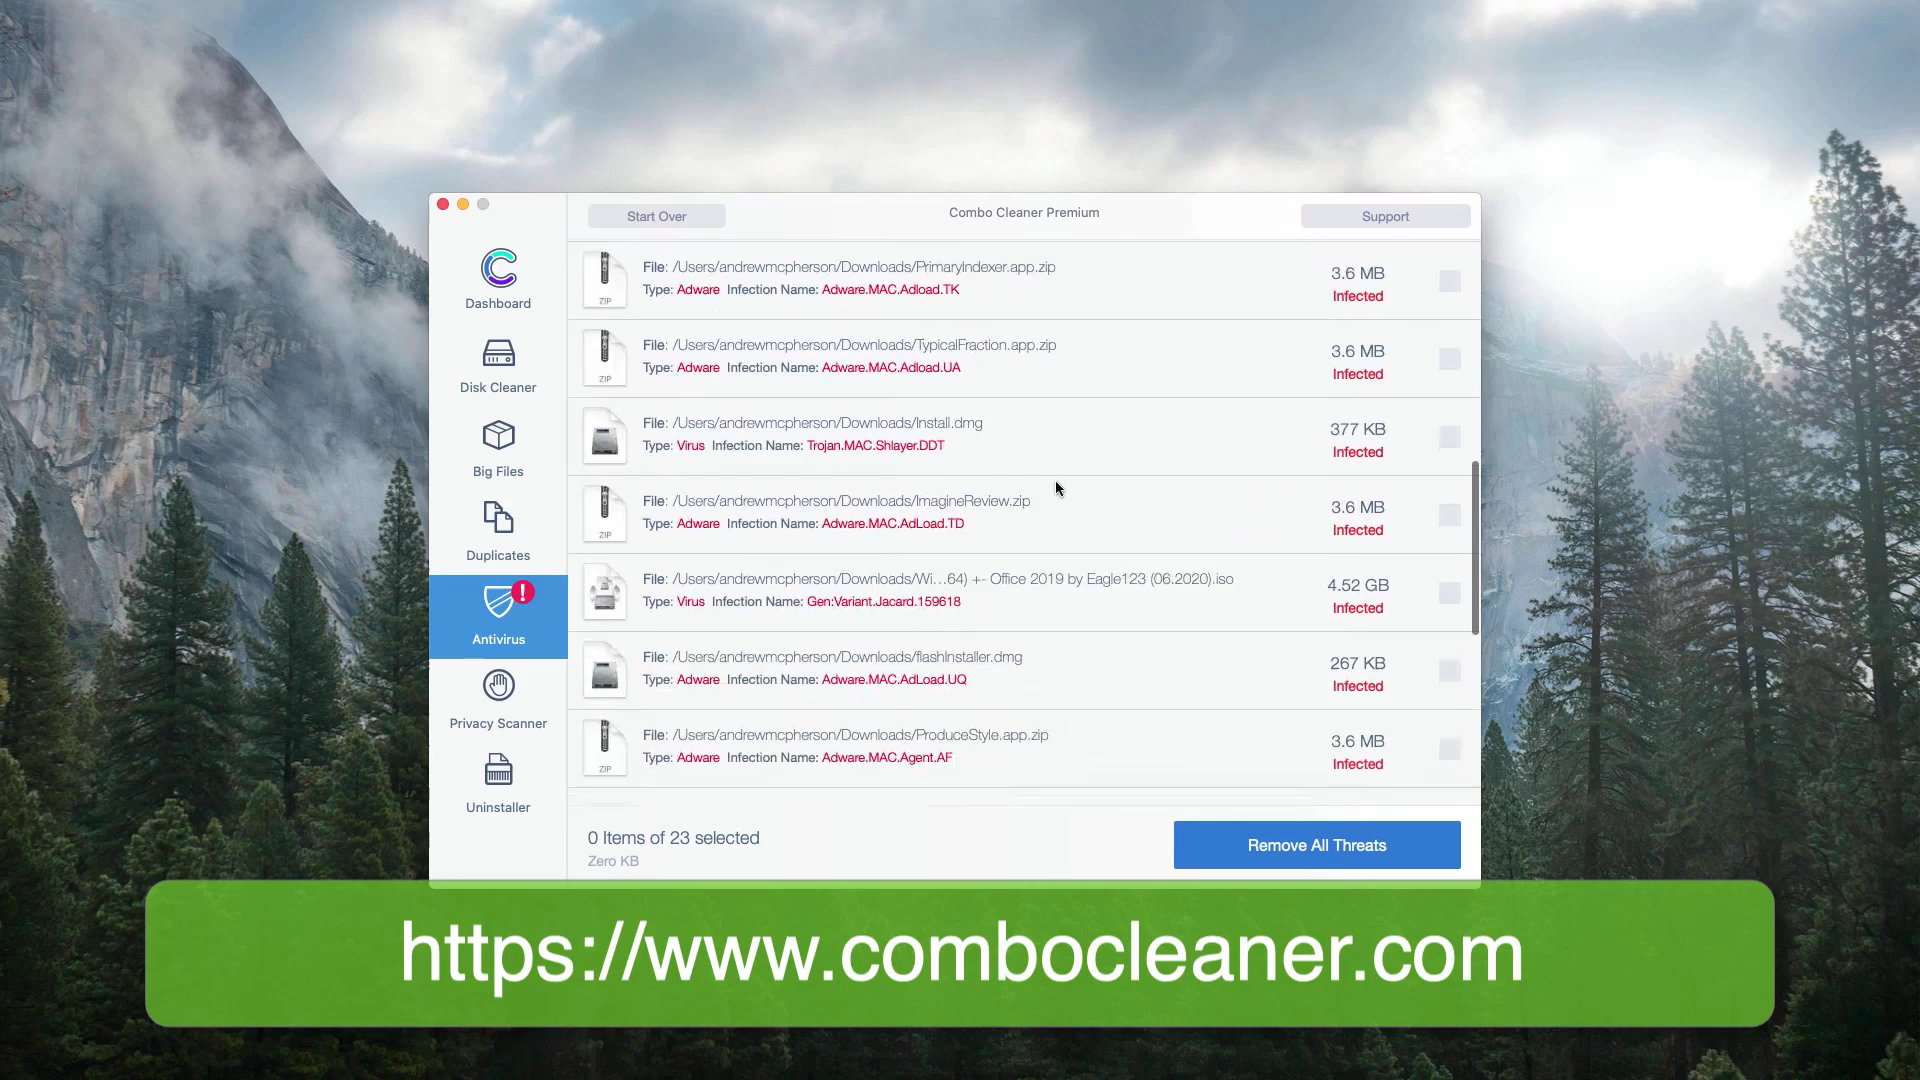 Start Over
Combo Cleaner Premium
Support
Dashboard
Disk Cleaner
Big Files
Duplicates
Antivirus
Privacy Scanner
Uninstaller
ZIP
File: /Users/andrewmcpherson/Downloads/PrimaryIndexer.app.zip
Type: Adware Infection Name: Adware.MAC.Adload.TK
3.6 MB
Infected
ZIP
File: /Users/andrewmcpherson/Downloads/TypicalFraction.app.zip
Type: Adware Infection Name: Adware.MAC.Adload.UA
3.6 MB
Infected
File: /Users/andrewmcpherson/Downloads/Install.dmg
Type: Virus Infection Name: Trojan.MAC.Shlayer.DDT
377 KB
Infected
ZIP
File: /Users/andrewmcpherson/Downloads/ImagineReview.zip
Type: Adware Infection Name: Adware.MAC.AdLoad.TD
3.6 MB
Infected
File: /Users/andrewmcpherson/Downloads/Wi...64) +- Office 2019 by Eagle123 (06.2020).iso
Type: Virus Infection Name: Gen:Variant.Jacard.159618
4.52 GB
Infected
File: /Users/andrewmcpherson/Downloads/flashInstaller.dmg
Type: Adware Infection Name: Adware.MAC.AdLoad.UQ
267 KB
Infected
ZIP
File: /Users/andrewmcpherson/Downloads/ProduceStyle.app.zip
Type: Adware Infection Name: Adware.MAC.Agent.AF
3.6 MB
Infected
0 Items of 23 selected
Zero KB
Remove All Threats
https://www.combocleaner.com